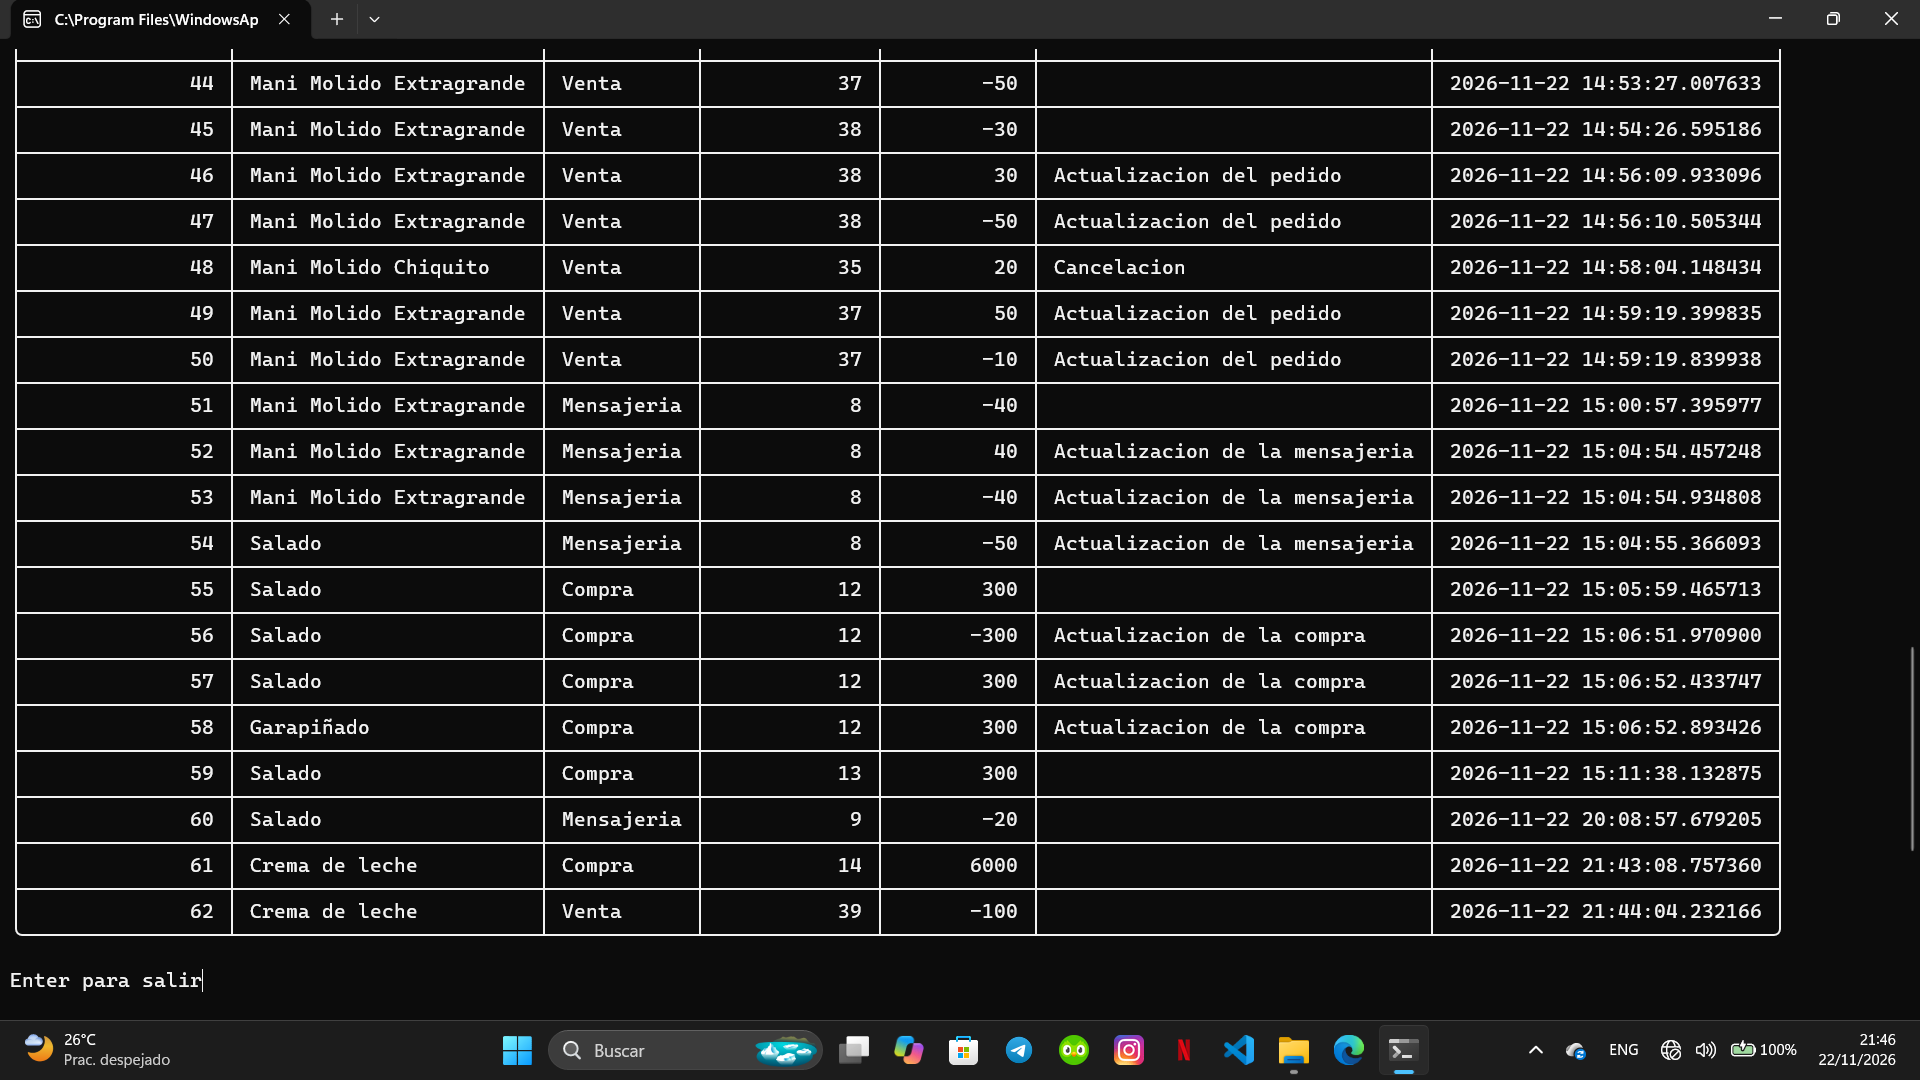 C:\Program Files\WindowsAp
44 Mani Molido Extragrande Venta 37 -50 2026-11-22 14:53:27.007633
45 Mani Molido Extragrande Venta 38 -30 2026-11-22 14:54:26.595186
46 Mani Molido Extragrande Venta 38 30 Actualizacion del pedido 2026-11-22 14:56:09.933096
47 Mani Molido Extragrande Venta 38 -50 Actualizacion del pedido 2026-11-22 14:56:10.505344
48 Mani Molido Chiquito Venta 35 20 Cancelacion 2026-11-22 14:58:04.148434
49 Mani Molido Extragrande Venta 37 50 Actualizacion del pedido 2026-11-22 14:59:19.399835
50 Mani Molido Extragrande Venta 37 -10 Actualizacion del pedido 2026-11-22 14:59:19.839938
51 Mani Molido Extragrande Mensajeria 8 -40 2026-11-22 15:00:57.395977
52 Mani Molido Extragrande Mensajeria 8 40 Actualizacion de la mensajeria 2026-11-22 15:04:54.457248
53 Mani Molido Extragrande Mensajeria 8 -40 Actualizacion de la mensajeria 2026-11-22 15:04:54.934808
54 Salado Mensajeria 8 -50 Actualizacion de la mensajeria 2026-11-22 15:04:55.366093
55 Salado Compra 12 300 2026-11-22 15:05:59.465713
56 Salado Compra 12 -300 Actualizacion de la compra 2026-11-22 15:06:51.970900
57 Salado Compra 12 300 Actualizacion de la compra 2026-11-22 15:06:52.433747
58 Garapiñado Compra 12 300 Actualizacion de la compra 2026-11-22 15:06:52.893426
59 Salado Compra 13 300 2026-11-22 15:11:38.132875
60 Salado Mensajeria 9 -20 2026-11-22 20:08:57.679205
61 Crema de leche Compra 14 6000 2026-11-22 21:43:08.757360
62 Crema de leche Venta 39 -100 2026-11-22 21:44:04.232166
Enter para salir
26°C
Prac. despejado
Buscar
ENG
100%
21:46
22/11/2026